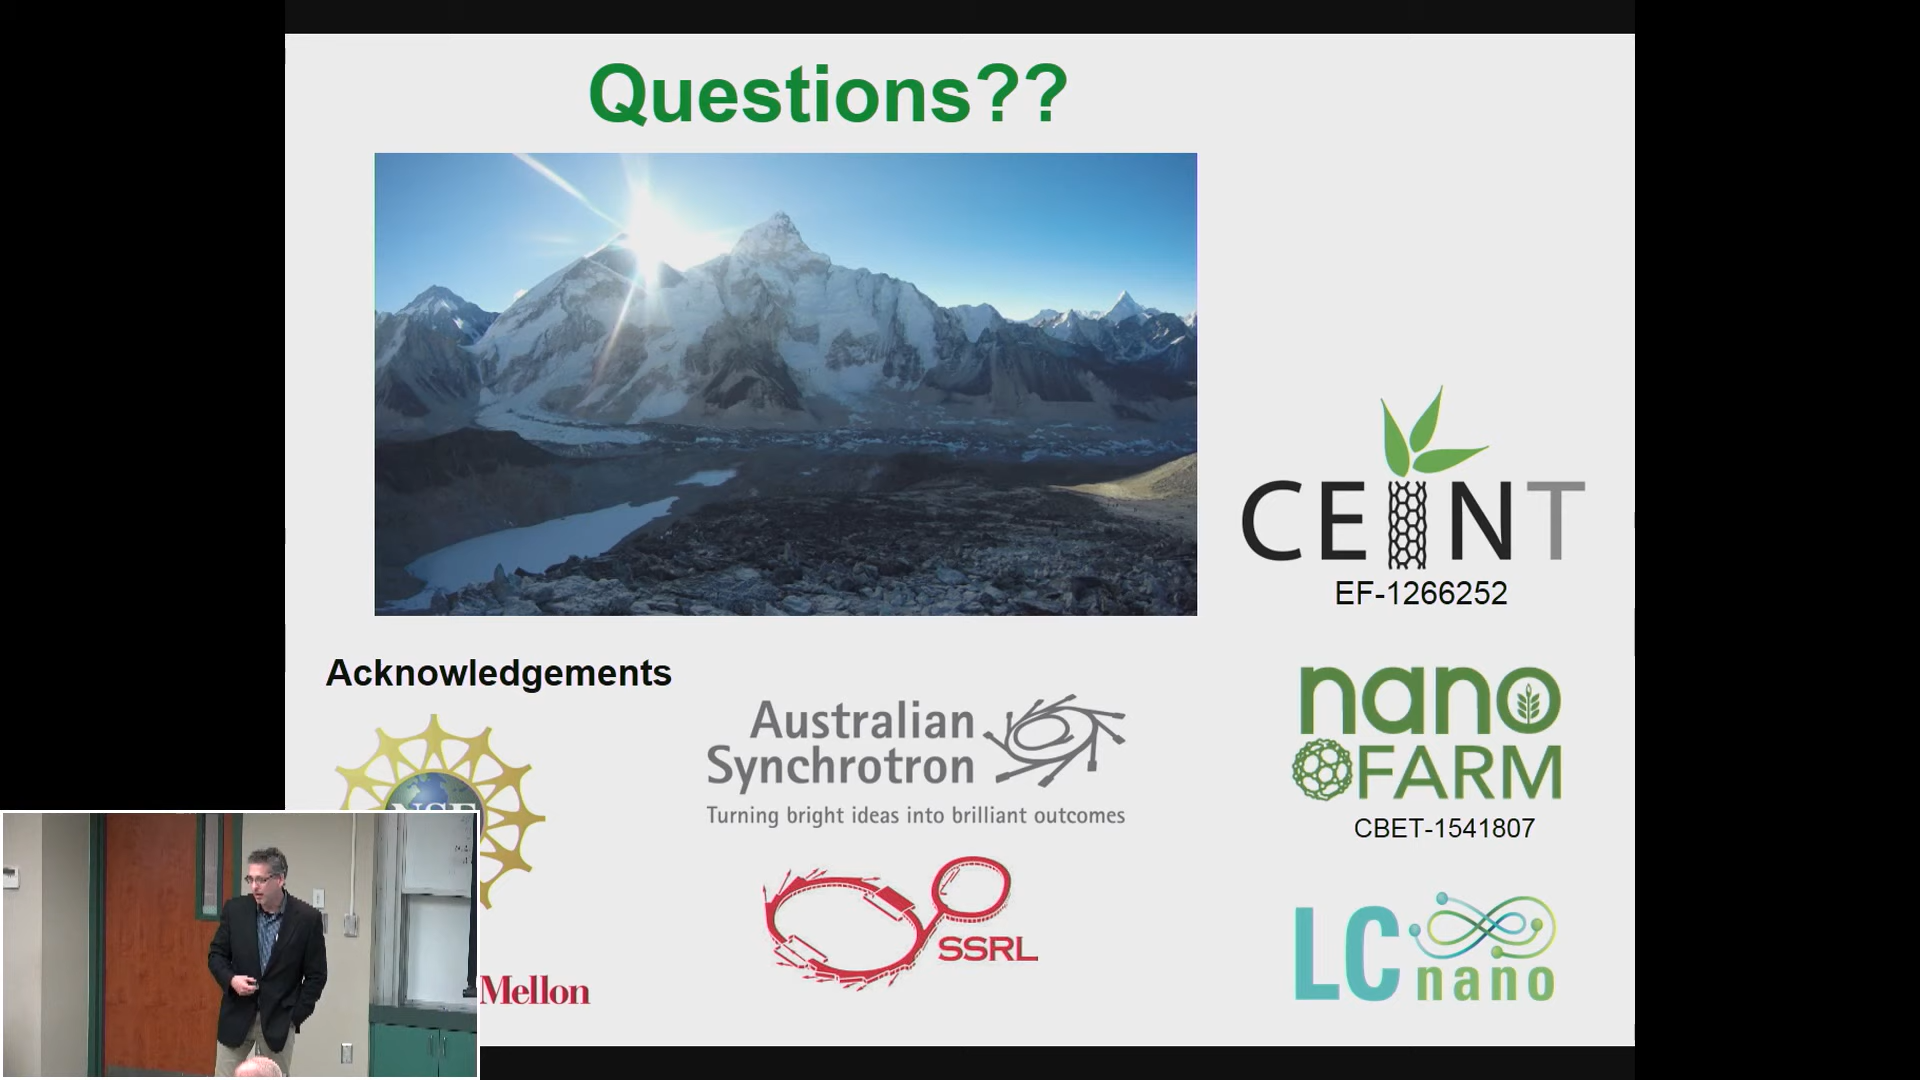 Questions??
CEINT
EF-1266252
Acknowledgements
NSF
Australian
Synchrotron
Turning bright ideas into brilliant outcomes
nano
FARM
CBET-1541807
SSRL
LC
nano
Mellon